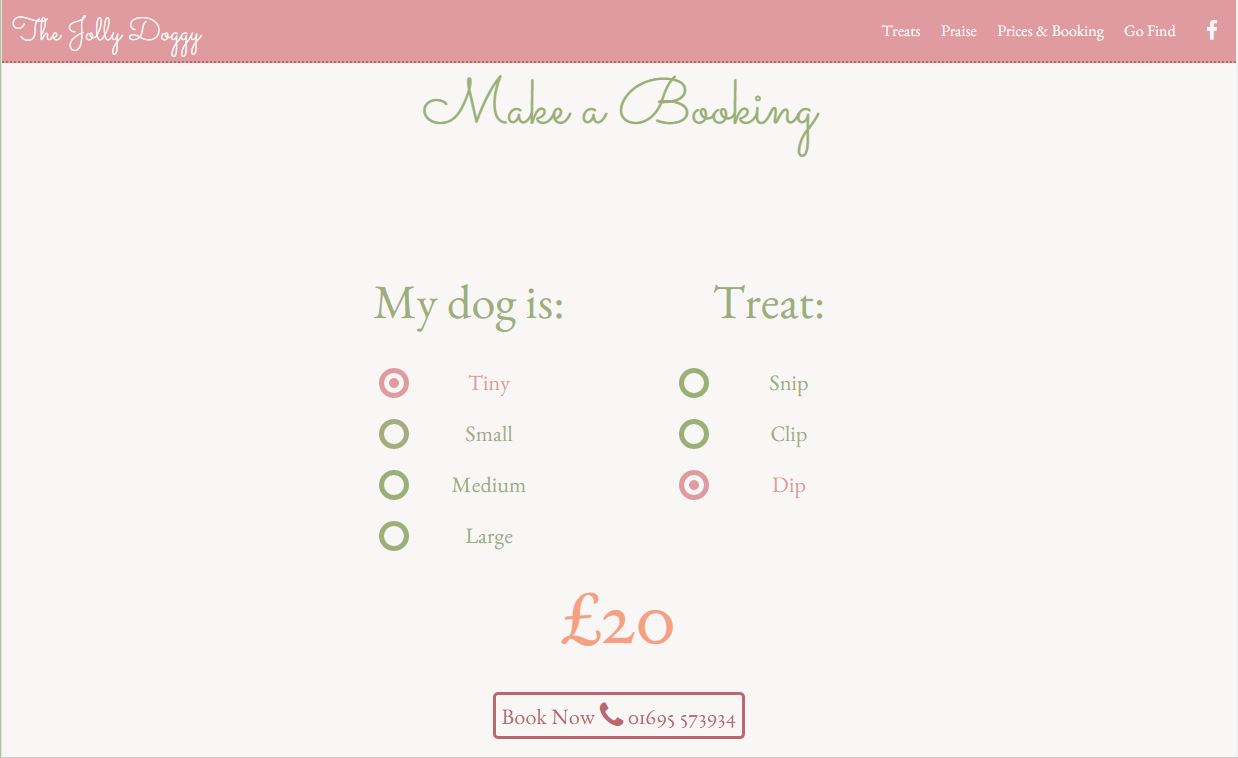 The Jolly Doggy
Treats Praise Prices & Booking Go Find
Make a Booking
My dog is:
Tiny
Small
Medium
Large
Treat:
Snip
Clip
Dip
£20
Book Now 01695 573934